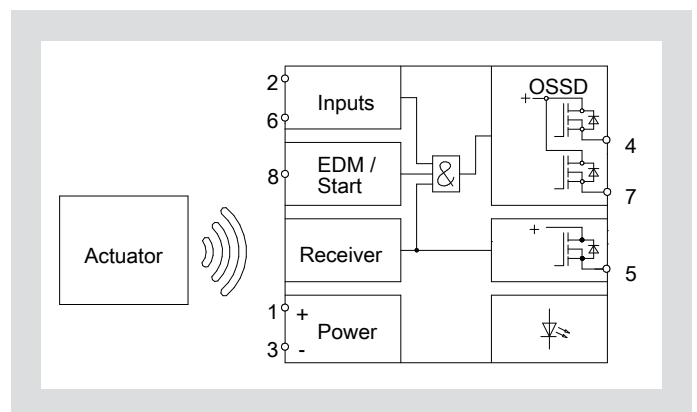 2
6
Inputs
OSSD
+
4
7
8
EDM /
Start
&
Actuator
Receiver
+
5
1
+
3
-
Power